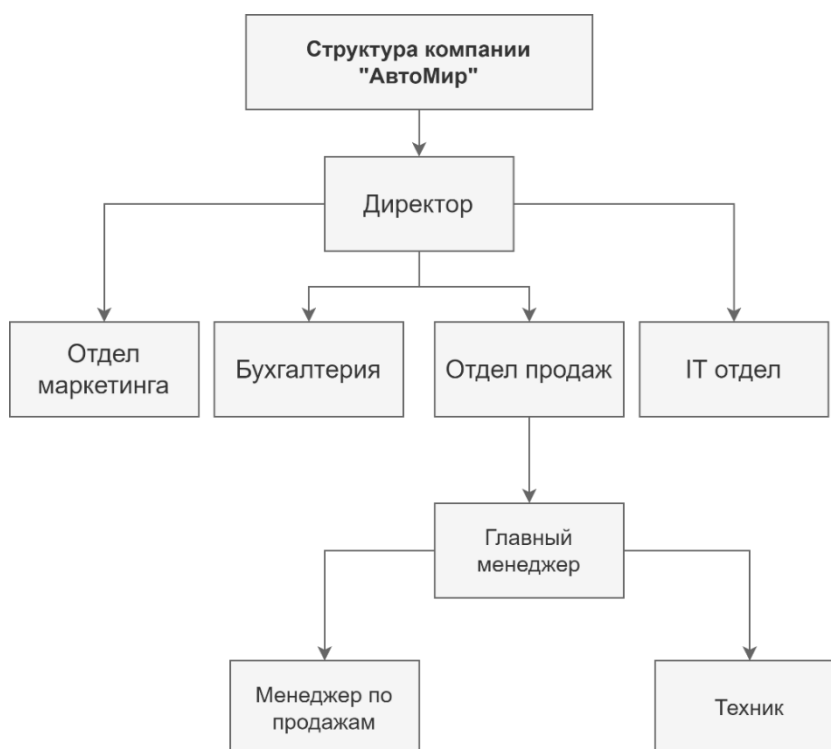 Структура компании
"АвтоМир"
Директор
Отдел
маркетинга
Бухгалтерия
Отдел продаж
IT отдел
Главный
менеджер
Менеджер по
продажам
Техник